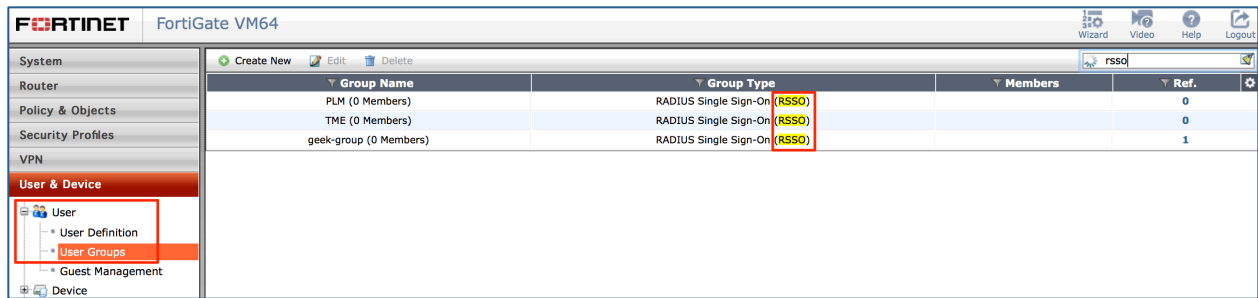 FORTINET FortiGate VM64
Wizard Video Help Logout
System
Router
Policy & Objects
Security Profiles
VPN
User & Device
User
User Definition
User Groups
Guest Management
Device
Create New Edit Delete rsso
Group Name Group Type Members Ref.
PLM (0 Members) RADIUS Single Sign-On (RSSO) 0
TME (0 Members) RADIUS Single Sign-On (RSSO) 0
geek-group (0 Members) RADIUS Single Sign-On (RSSO) 1